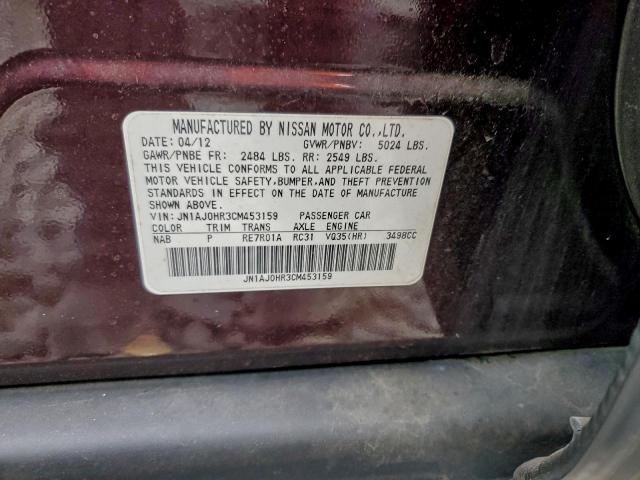 MANUFACTURED BY NISSAN MOTOR CO.,LTD.
DATE: 04/12 GVWR/PNBV: 5024 LBS.
GAWR/PNBE FR: 2484 LBS. RR: 2549 LBS.
THIS VEHICLE CONFORMS TO ALL APPLICABLE FEDERAL
MOTOR VEHICLE SAFETY,BUMPER,AND THEFT PREVENTION
STANDARDS IN EFFECT ON THE DATE OF MANUFACTURE
SHOWN ABOVE.
VIN: JN1AJ0HR3CM453159 PASSENGER CAR
COLOR TRIM TRANS AXLE ENGINE
NAB P RE7R01A RC31 VQ35(HR) 3498CC
JN1AJ0HR3CM453159